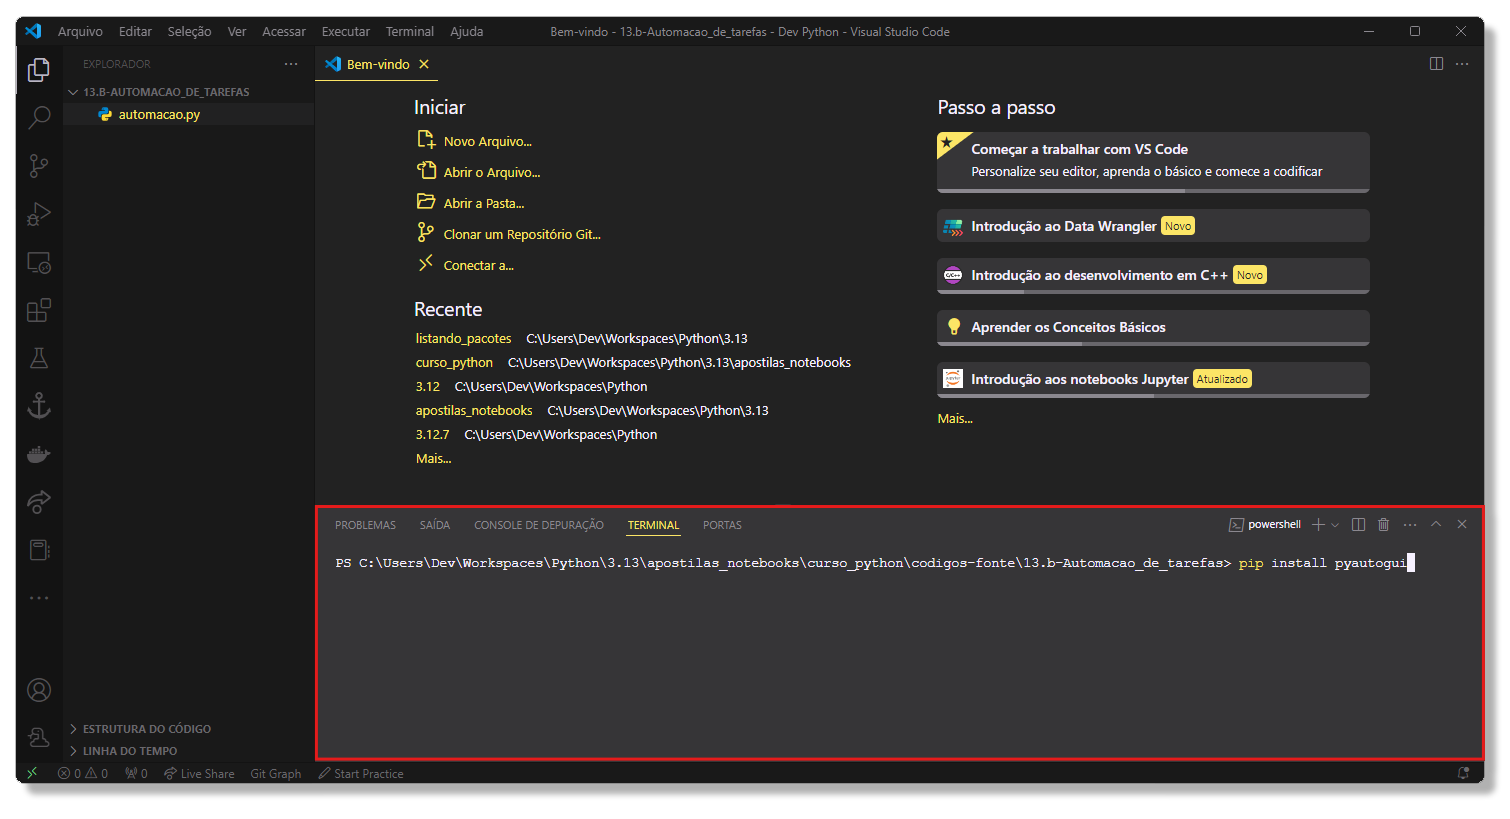 Arquivo Editar Seleção Ver Acessar Executar Terminal Ajuda
Bem-vindo - 13.b-Automacao_de_tarefas - Dev Python - Visual Studio Code
EXPLORADOR
13.B-AUTOMACAO_DE_TAREFAS
automacao.py
ESTRUTURA DO CÓDIGO
LINHA DO TEMPO
Bem-vindo
Iniciar
Novo Arquivo...
Abrir o Arquivo...
Abrir a Pasta...
Clonar um Repositório Git...
Conectar a...
Recente
listando_pacotes C:\Users\Dev\Workspaces\Python\3.13
curso_python C:\Users\Dev\Workspaces\Python\3.13\apostilas_notebooks
3.12 C:\Users\Dev\Workspaces\Python
apostilas_notebooks C:\Users\Dev\Workspaces\Python\3.13
3.12.7 C:\Users\Dev\Workspaces\Python
Mais...
Passo a passo
Começar a trabalhar com VS Code
Personalize seu editor, aprenda o básico e comece a codificar
Introdução ao Data Wrangler Novo
C/C++
Introdução ao desenvolvimento em C++ Novo
Aprender os Conceitos Básicos
Introdução aos notebooks Jupyter Atualizado
Mais...
PROBLEMAS SAÍDA CONSOLE DE DEPURAÇÃO TERMINAL PORTAS
powershell
PS C:\Users\Dev\Workspaces\Python\3.13\apostilas_notebooks\curso_python\codigos-fonte\13.b-Automacao_de_tarefas> pip install pyautogui
0 0 0 Live Share Git Graph Start Practice